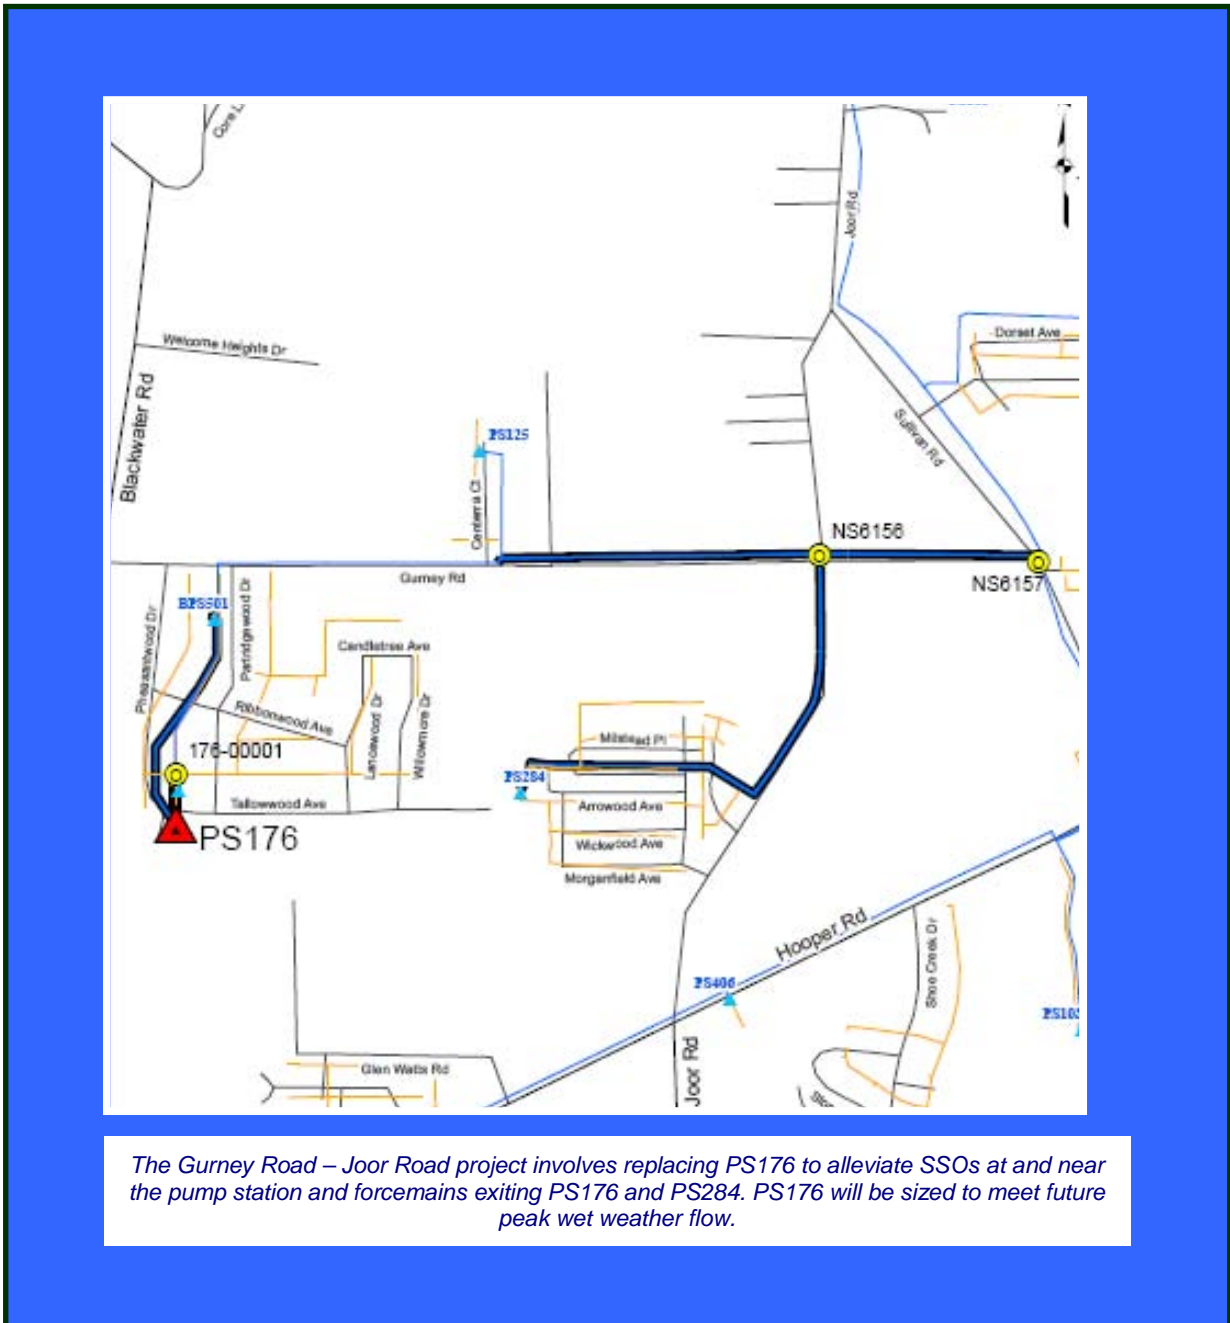 Joor Rd
Dorset Ave
Welcome Heights Dr
Blackwater Rd
Sullivan Rd
PS125
Centerra Ct
NS6156
NS6157
Gurney Rd
BPS501
Pheasantwood Dr
Partridgewood Dr
Candletree Ave
Ribbonwood Ave
Lancewood Dr
Willowmore Dr
176-00001
Milstead Pl
PS284
Tallowwood Ave
Arrowood Ave
PS176
Wickwood Ave
Morganfield Ave
Hooper Rd
Shoe Creek Dr
PS406
PS10
Glen Watts Rd
Joor Rd
The Gurney Road – Joor Road project involves replacing PS176 to alleviate SSOs at and near
the pump station and forcemains exiting PS176 and PS284. PS176 will be sized to meet future
peak wet weather flow.